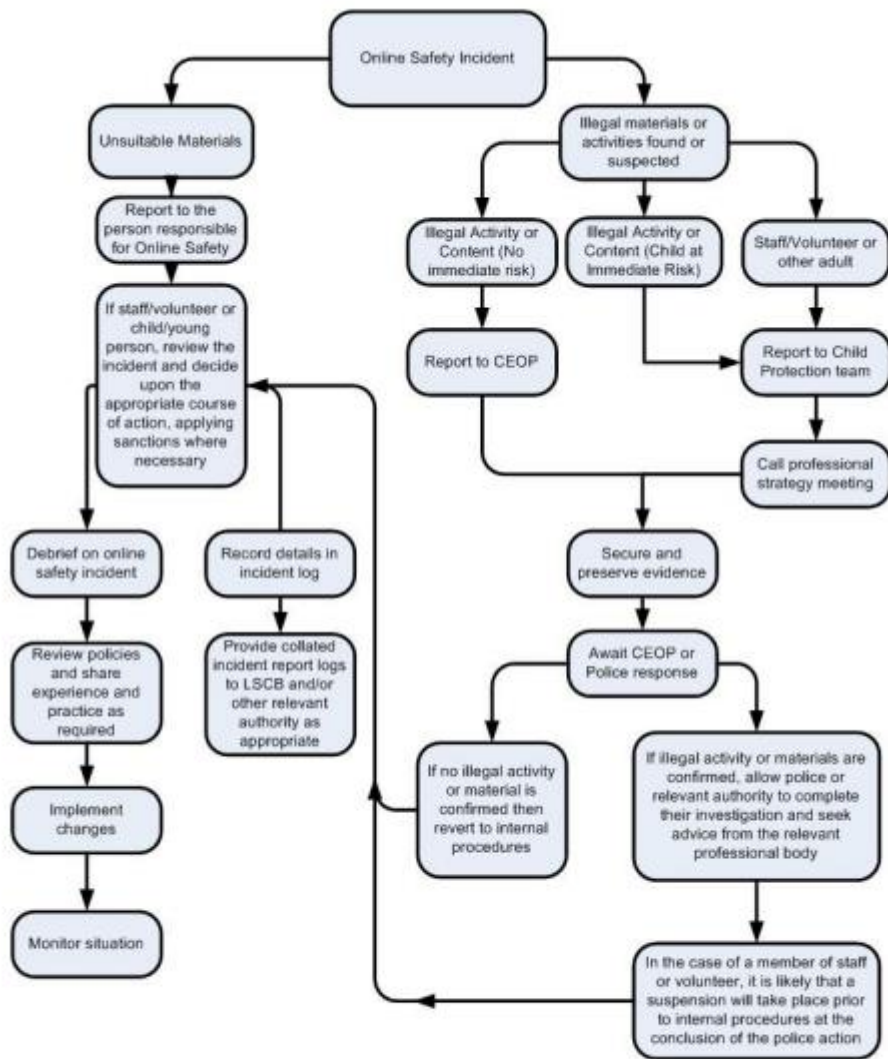 Online Safety Incident
Unsuitable Materials
Illegal materials or
activities found or
suspected
Report to the
person responsible
for Online Safety
Illegal Activity or
Content (No
immediate risk)
Illegal Activity or
Content (Child at
Immediate Risk)
Staff/Volunteer or
other adult
If staff/volunteer or
child/young
person, review the
incident and decide
upon the
appropriate course
of action, applying
sanctions where
necessary
Report to CEOP
Report to Child
Protection team
Call professional
strategy meeting
Debrief on online
safety incident
Record details in
incident log
Secure and
preserve evidence
Review policies
and share
experience and
practice as
required
Provide collated
incident report logs
to LSCB and/or
other relevant
authority as
appropriate
Await CEOP or
Police response
If no illegal activity
or material is
confirmed then
revert to internal
procedures
If illegal activity or materials are
confirmed, allow police or
relevant authority to complete
their investigation and seek
advice from the relevant
professional body
Implement
changes
Monitor situation
In the case of a member of staff
or volunteer, it is likely that a
suspension will take place prior
to internal procedures at the
conclusion of the police action